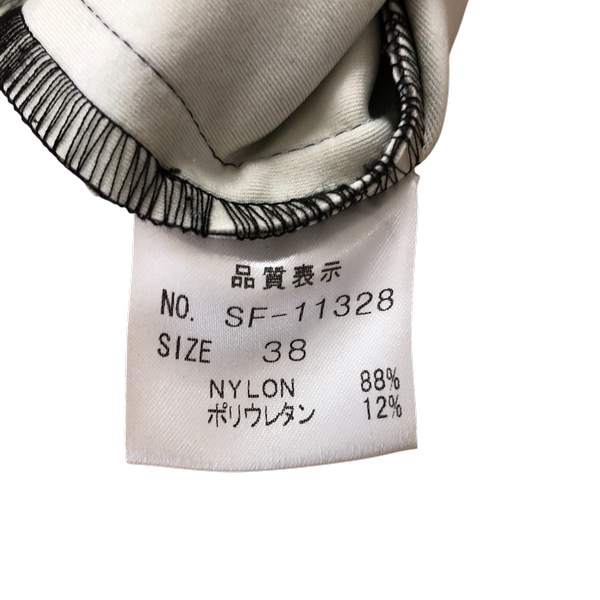 品質表示
NO. SF-11328
SIZE 38
NYLON 88%
ポリウレタン 12%